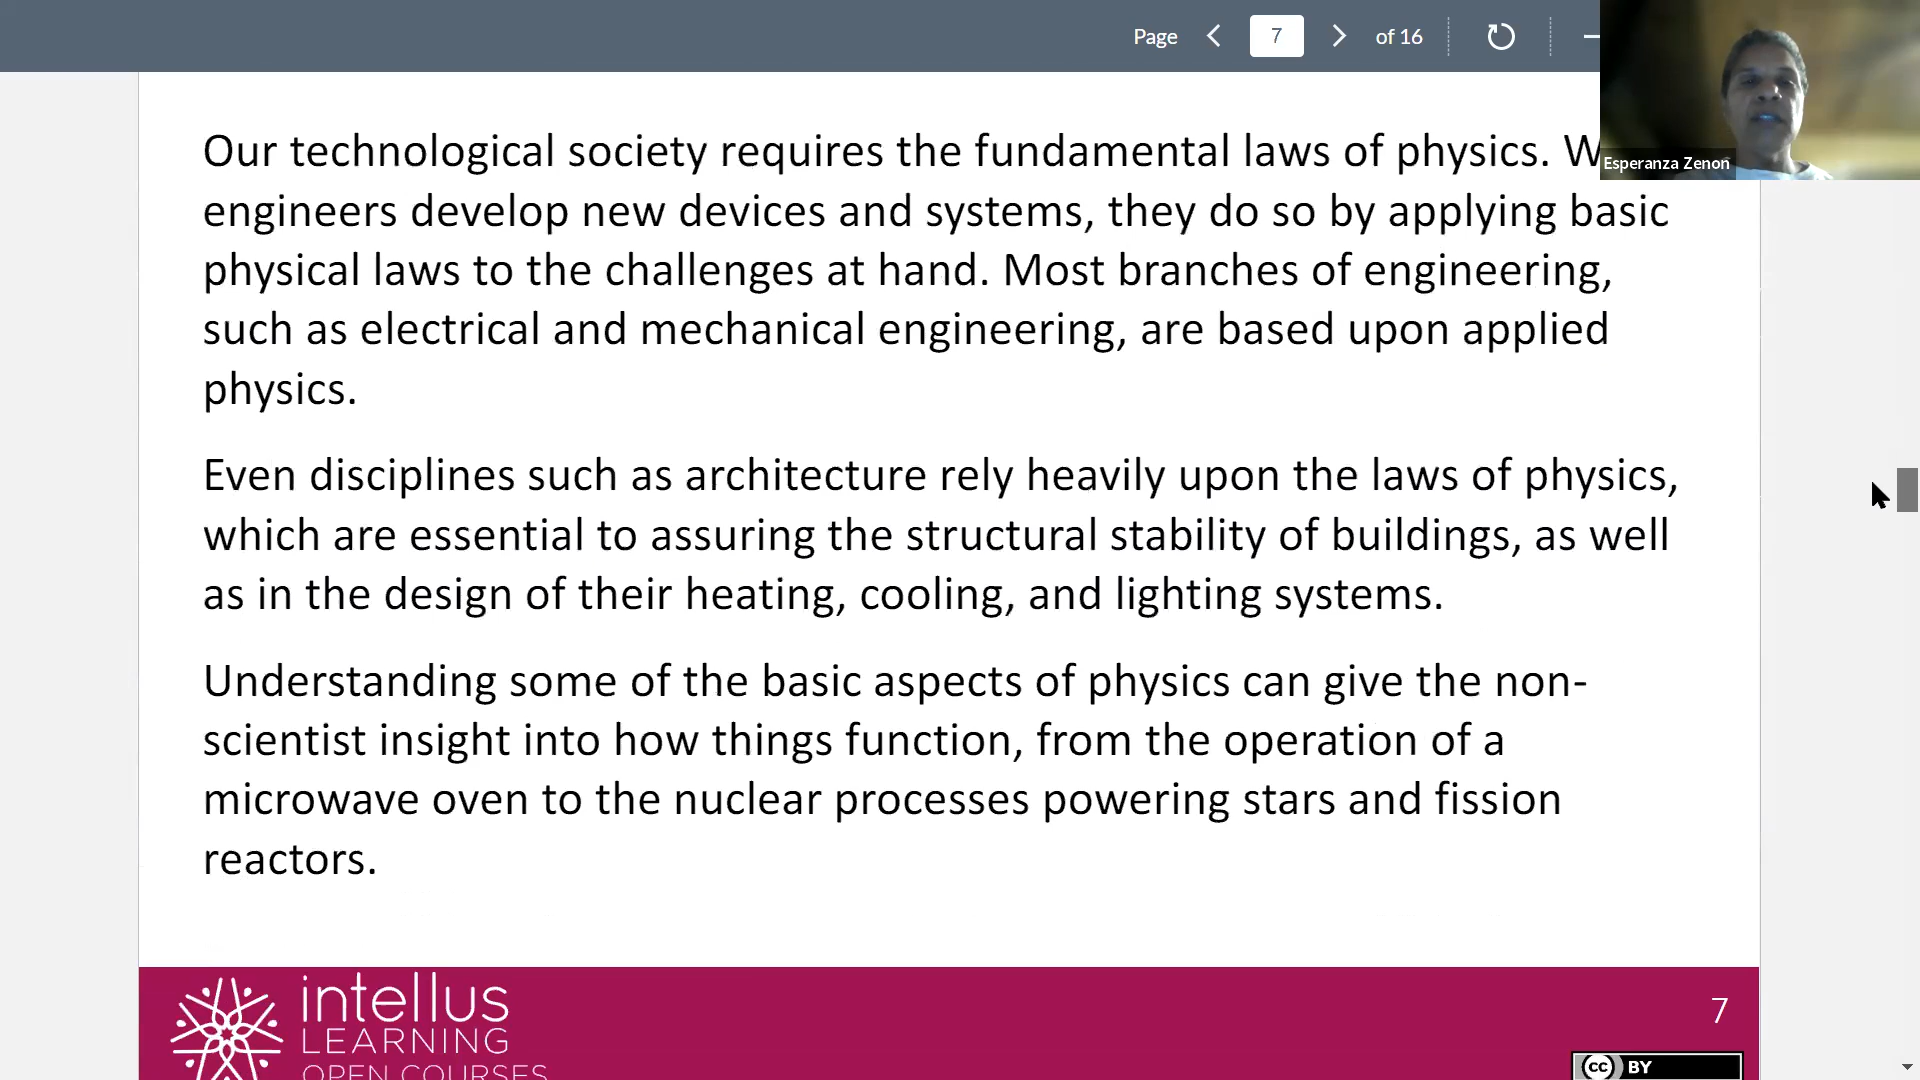 Page 7 of 16
Esperanza Zenon
Our technological society requires the fundamental laws of physics.
engineers develop new devices and systems, they do so by applying basic
physical laws to the challenges at hand. Most branches of engineering,
such as electrical and mechanical engineering, are based upon applied
physics.
Even disciplines such as architecture rely heavily upon the laws of physics,
which are essential to assuring the structural stability of buildings, as well
as in the design of their heating, cooling, and lighting systems.
Understanding some of the basic aspects of physics can give the non-
scientist insight into how things function, from the operation of a
microwave oven to the nuclear processes powering stars and fission
reactors.
intellus
LEARNING
OPEN COURSES
7
cc BY